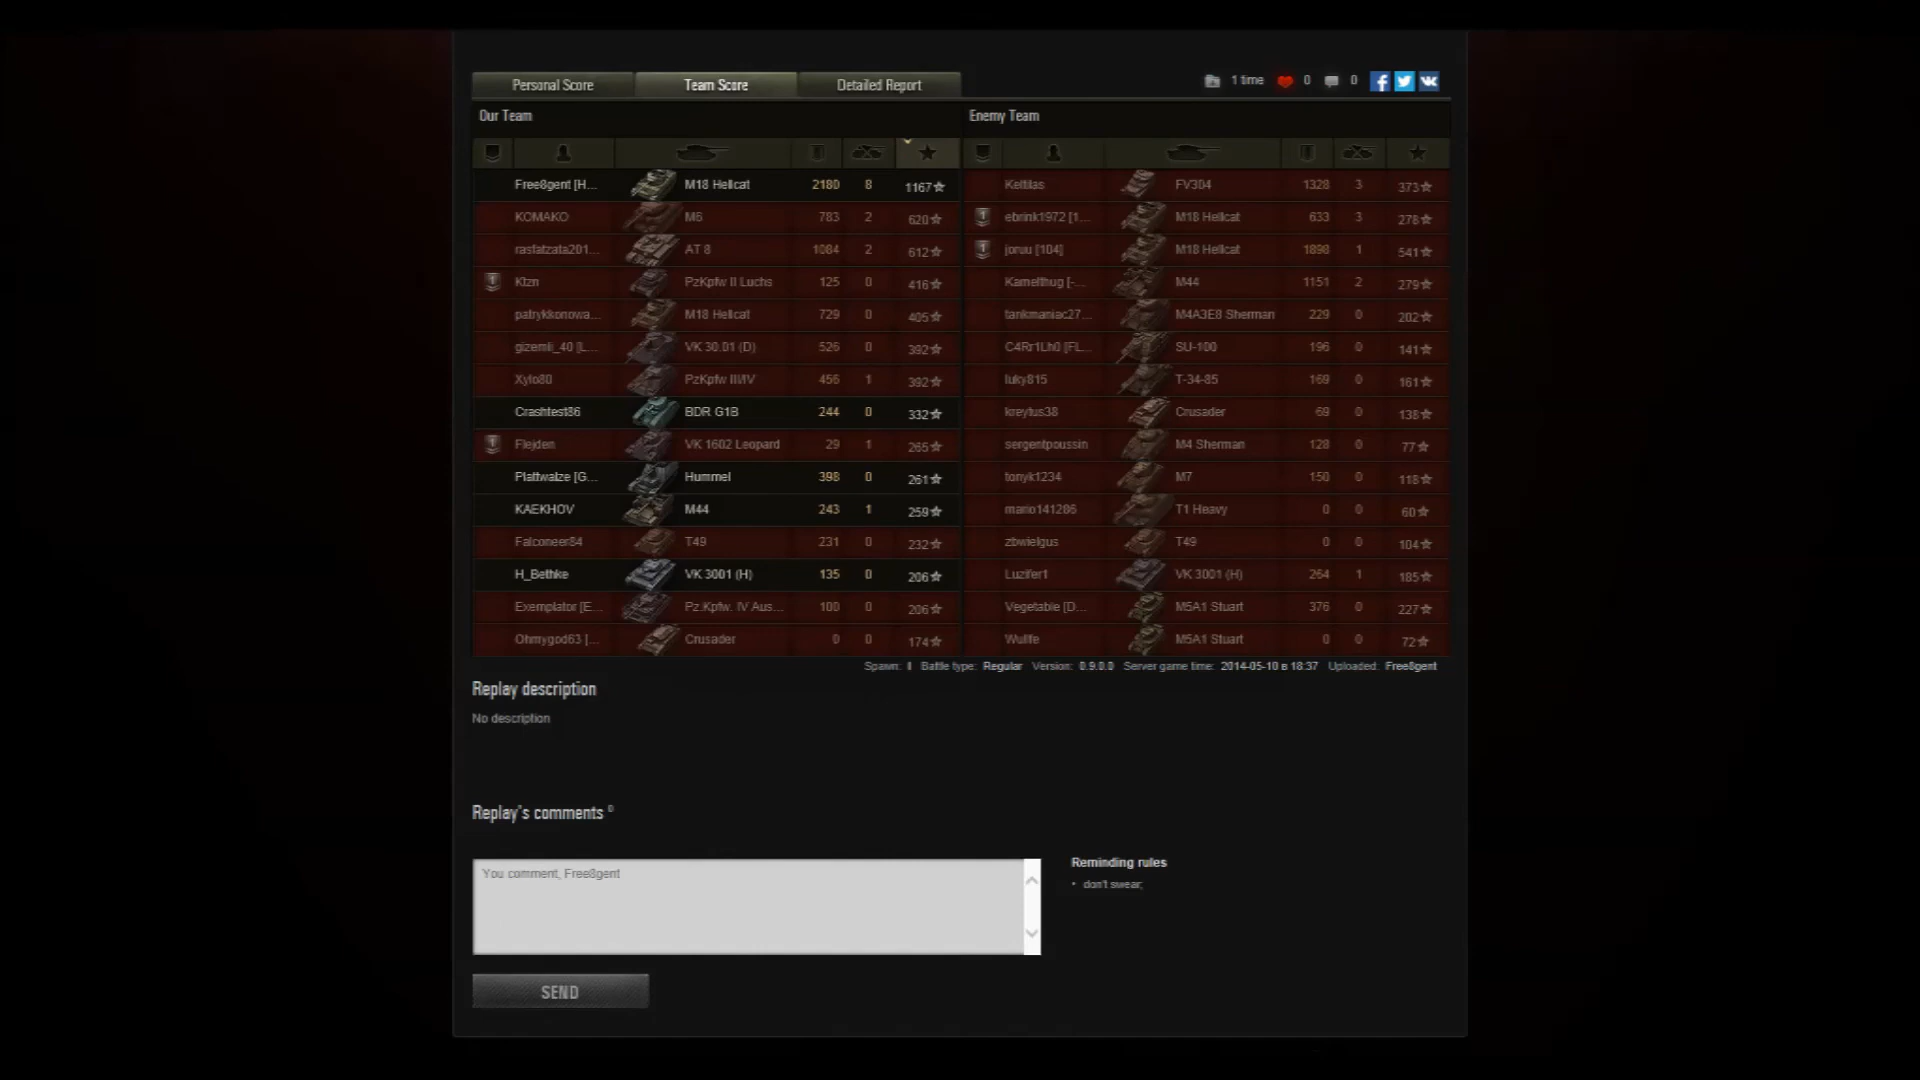 Personal Score Team Score Detailed Report 1 time 0 0
Our Team Enemy Team
Free8gent [H... M18 Hellcat 2180 8 1167 Keltilas FV304 1328 3 373
KOMAKO M6 783 2 620 ebrink1972 [1... M18 Hellcat 633 3 278
rasfatzata201... AT 8 1084 2 612 joruu [104] M18 Hellcat 1898 1 541
Ktzn PzKpfw II Luchs 125 0 416 Kamelthug [-... M44 1151 2 279
patrykkonowa... M18 Hellcat 729 0 405 tankmaniac27... M4A3E8 Sherman 229 0 202
gizemli_40 [L... VK 30.01 (D) 526 0 392 C4Rr1Lh0 [FL... SU-100 196 0 141
Xylo80 PzKpfw III/IV 456 1 392 luky815 T-34-85 169 0 161
Crashtest86 BDR G1B 244 0 332 kreytus38 Crusader 69 0 138
Flejden VK 1602 Leopard 29 1 265 sergentpoussin M4 Sherman 128 0 77
Plattwalze [G... Hummel 398 0 261 tonyk1234 M7 150 0 118
KAEKHOV M44 243 1 259 mario141286 T1 Heavy 0 0 60
Falconeer84 T49 231 0 232 zbwielgus T49 0 0 104
H_Bethke VK 3001 (H) 135 0 206 Luzifer1 VK 3001 (H) 264 1 185
Exemplator [E... Pz.Kpfw. IV Aus... 100 0 206 Vegetable [D... M5A1 Stuart 376 0 227
Ohmygod63 [... Crusader 0 0 174 Wullfe M5A1 Stuart 0 0 72
Spawn: I Battle type: Regular Version: 0.9.0.0 Server game time: 2014-05-10 в 18:37 Uploaded: Free8gent
Replay description
No description
Replay's comments 0
You comment, Free8gent
Reminding rules
• don't swear;
SEND